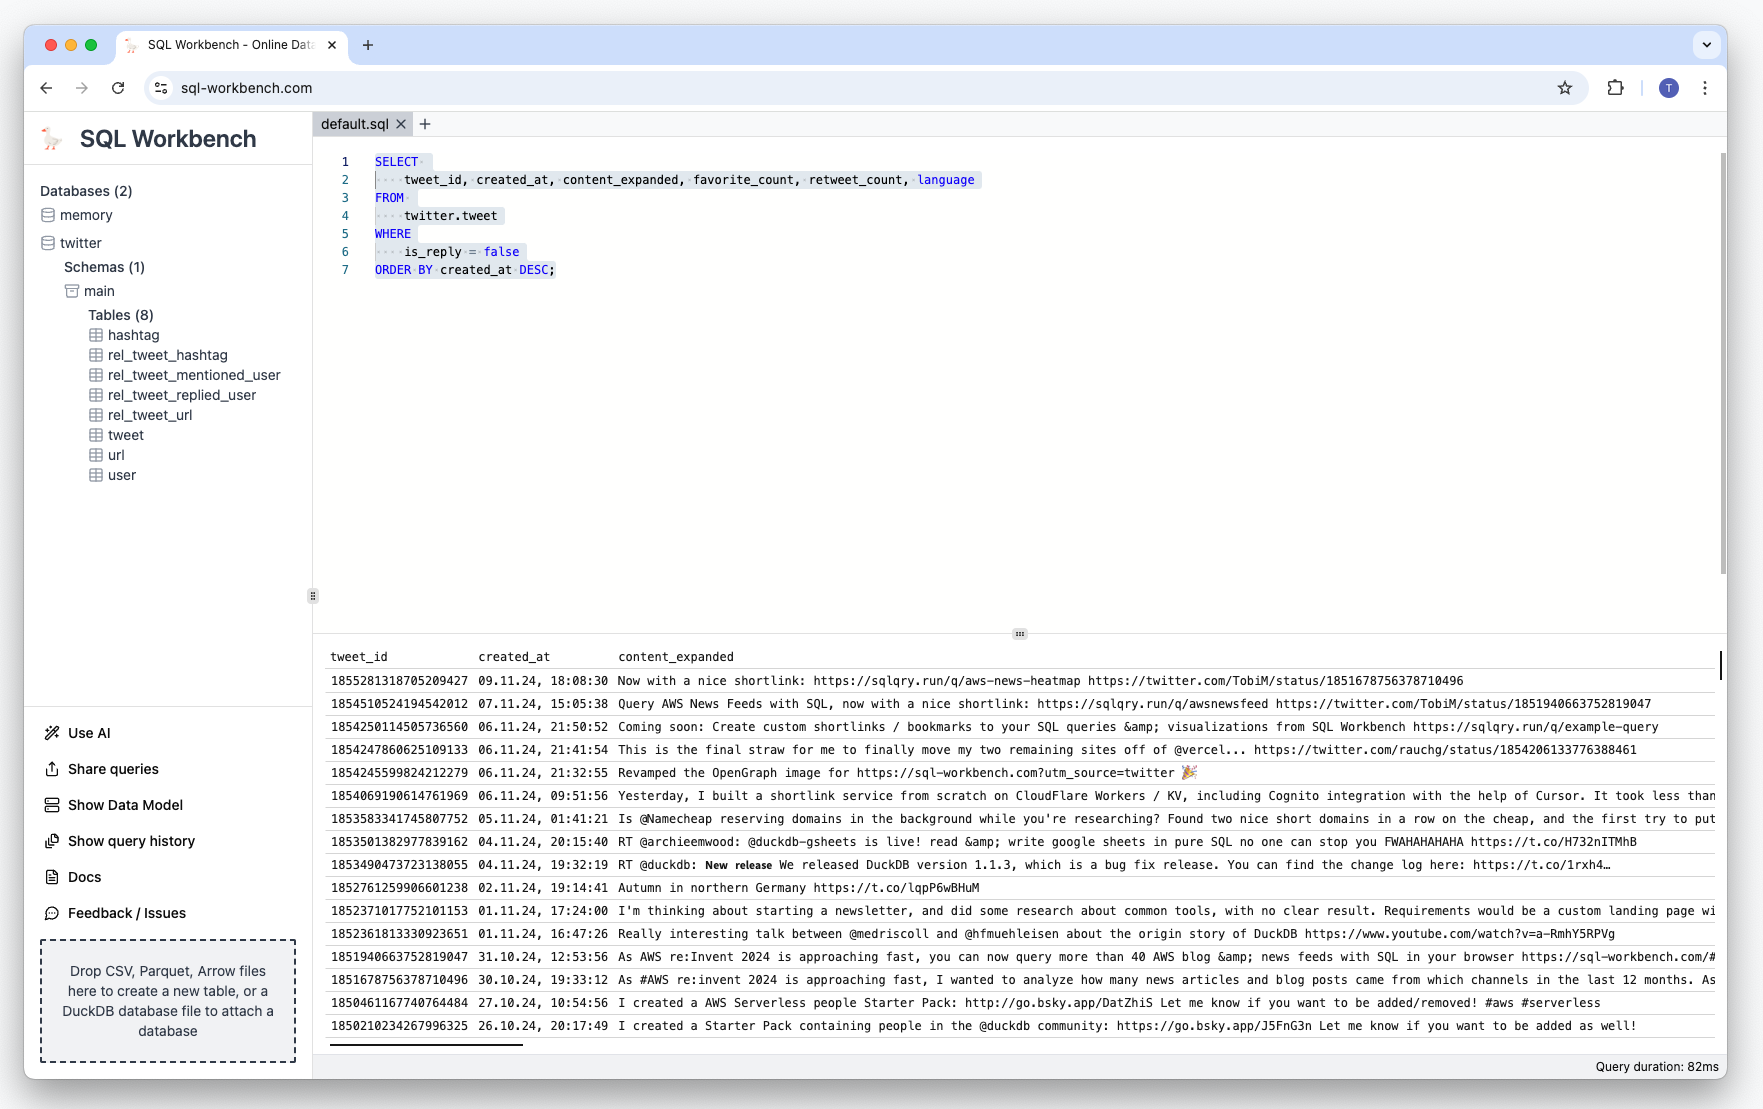 SQL Workbench - Online Data
sql-workbench.com
T
SQL Workbench
Databases (2)
memory
twitter
Schemas (1)
main
Tables (8)
hashtag
rel_tweet_hashtag
rel_tweet_mentioned_user
rel_tweet_replied_user
rel_tweet_url
tweet
url
user
Use AI
Share queries
Show Data Model
Show query history
Docs
Feedback / Issues
Drop CSV, Parquet, Arrow files
here to create a new table, or a
DuckDB database file to attach a
database
default.sql
1 SELECT
2 tweet_id, created_at, content_expanded, favorite_count, retweet_count, language
3 FROM
4 twitter.tweet
5 WHERE
6 is_reply = false
7 ORDER BY created_at DESC;
tweet_id created_at content_expanded
1855281318705209427 09.11.24, 18:08:30 Now with a nice shortlink: https://sqlqry.run/q/aws-news-heatmap https://twitter.com/TobiM/status/1851678756378710496
1854510524194542012 07.11.24, 15:05:38 Query AWS News Feeds with SQL, now with a nice shortlink: https://sqlqry.run/q/awsnewsfeed https://twitter.com/TobiM/status/1851940663752819047
1854250114505736560 06.11.24, 21:50:52 Coming soon: Create custom shortlinks / bookmarks to your SQL queries &amp; visualizations from SQL Workbench https://sqlqry.run/q/example-query
1854247860625109133 06.11.24, 21:41:54 This is the final straw for me to finally move my two remaining sites off of @vercel... https://twitter.com/rauchg/status/1854206133776388461
1854245599824212279 06.11.24, 21:32:55 Revamped the OpenGraph image for https://sql-workbench.com?utm_source=twitter 🎉
1854069190614761969 06.11.24, 09:51:56 Yesterday, I built a shortlink service from scratch on CloudFlare Workers / KV, including Cognito integration with the help of Cursor. It took less than
1853583341745807752 05.11.24, 01:41:21 Is @Namecheap reserving domains in the background while you're researching? Found two nice short domains in a row on the cheap, and the first try to put
1853501382977839162 04.11.24, 20:15:40 RT @archieemwood: @duckdb-gsheets is live! read &amp; write google sheets in pure SQL no one can stop you FWAHAHAHAHA https://t.co/H732nITMhB
1853490473723138055 04.11.24, 19:32:19 RT @duckdb: New release We released DuckDB version 1.1.3, which is a bug fix release. You can find the change log here: https://t.co/1rxh4…
1852761259906601238 02.11.24, 19:14:41 Autumn in northern Germany https://t.co/lqpP6wBHuM
1852371017752101153 01.11.24, 17:24:00 I'm thinking about starting a newsletter, and did some research about common tools, with no clear result. Requirements would be a custom landing page wi
1852361813330923651 01.11.24, 16:47:26 Really interesting talk between @medriscoll and @hfmuehleisen about the origin story of DuckDB https://www.youtube.com/watch?v=a-RmhY5RPVg
1851940663752819047 31.10.24, 12:53:56 As AWS re:Invent 2024 is approaching fast, you can now query more than 40 AWS blog &amp; news feeds with SQL in your browser https://sql-workbench.com/#
1851678756378710496 30.10.24, 19:33:12 As #AWS re:invent 2024 is approaching fast, I wanted to analyze how many news articles and blog posts came from which channels in the last 12 months. As
1850461167740764484 27.10.24, 10:54:56 I created a AWS Serverless people Starter Pack: http://go.bsky.app/DatZhiS Let me know if you want to be added/removed! #aws #serverless
1850210234267996325 26.10.24, 20:17:49 I created a Starter Pack containing people in the @duckdb community: https://go.bsky.app/J5FnG3n Let me know if you want to be added as well!
Query duration: 82ms